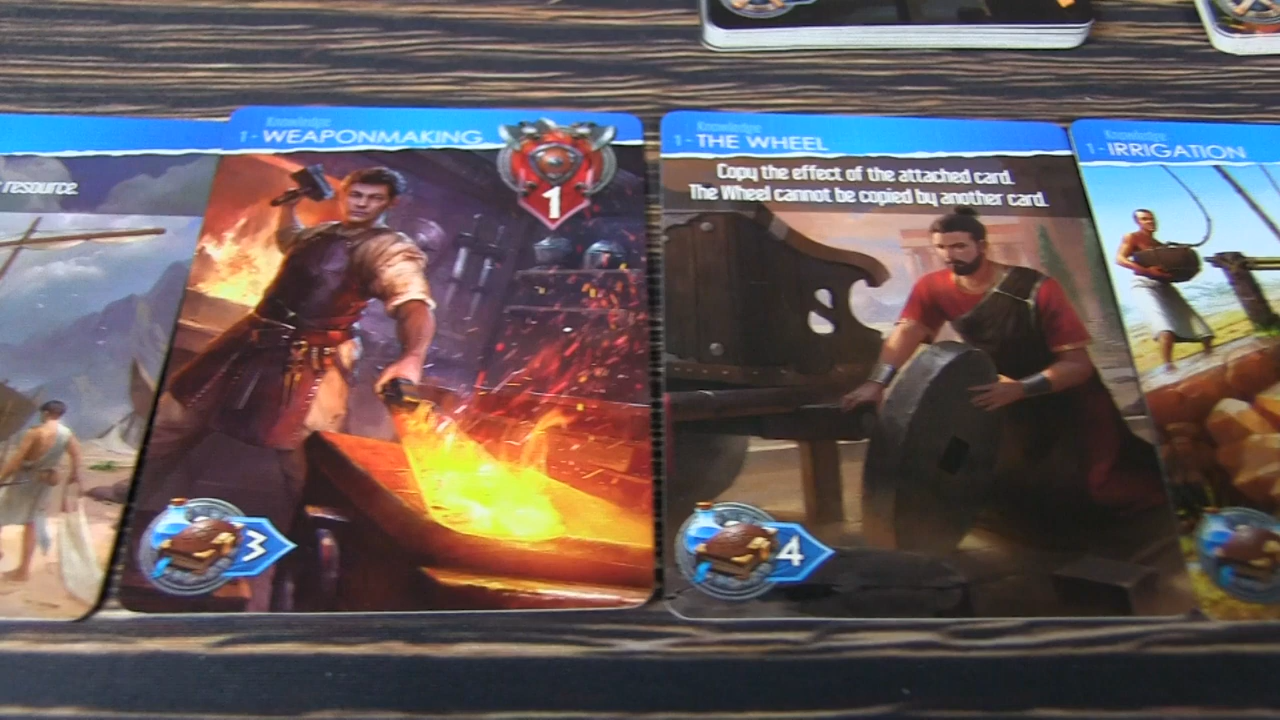 resource.
Knowledge
1 - WEAPONMAKING
1
3
Knowledge
1 - THE WHEEL
Copy the effect of the attached card.
The Wheel cannot be copied by another card.
4
Knowledge
1 - IRRIGATION